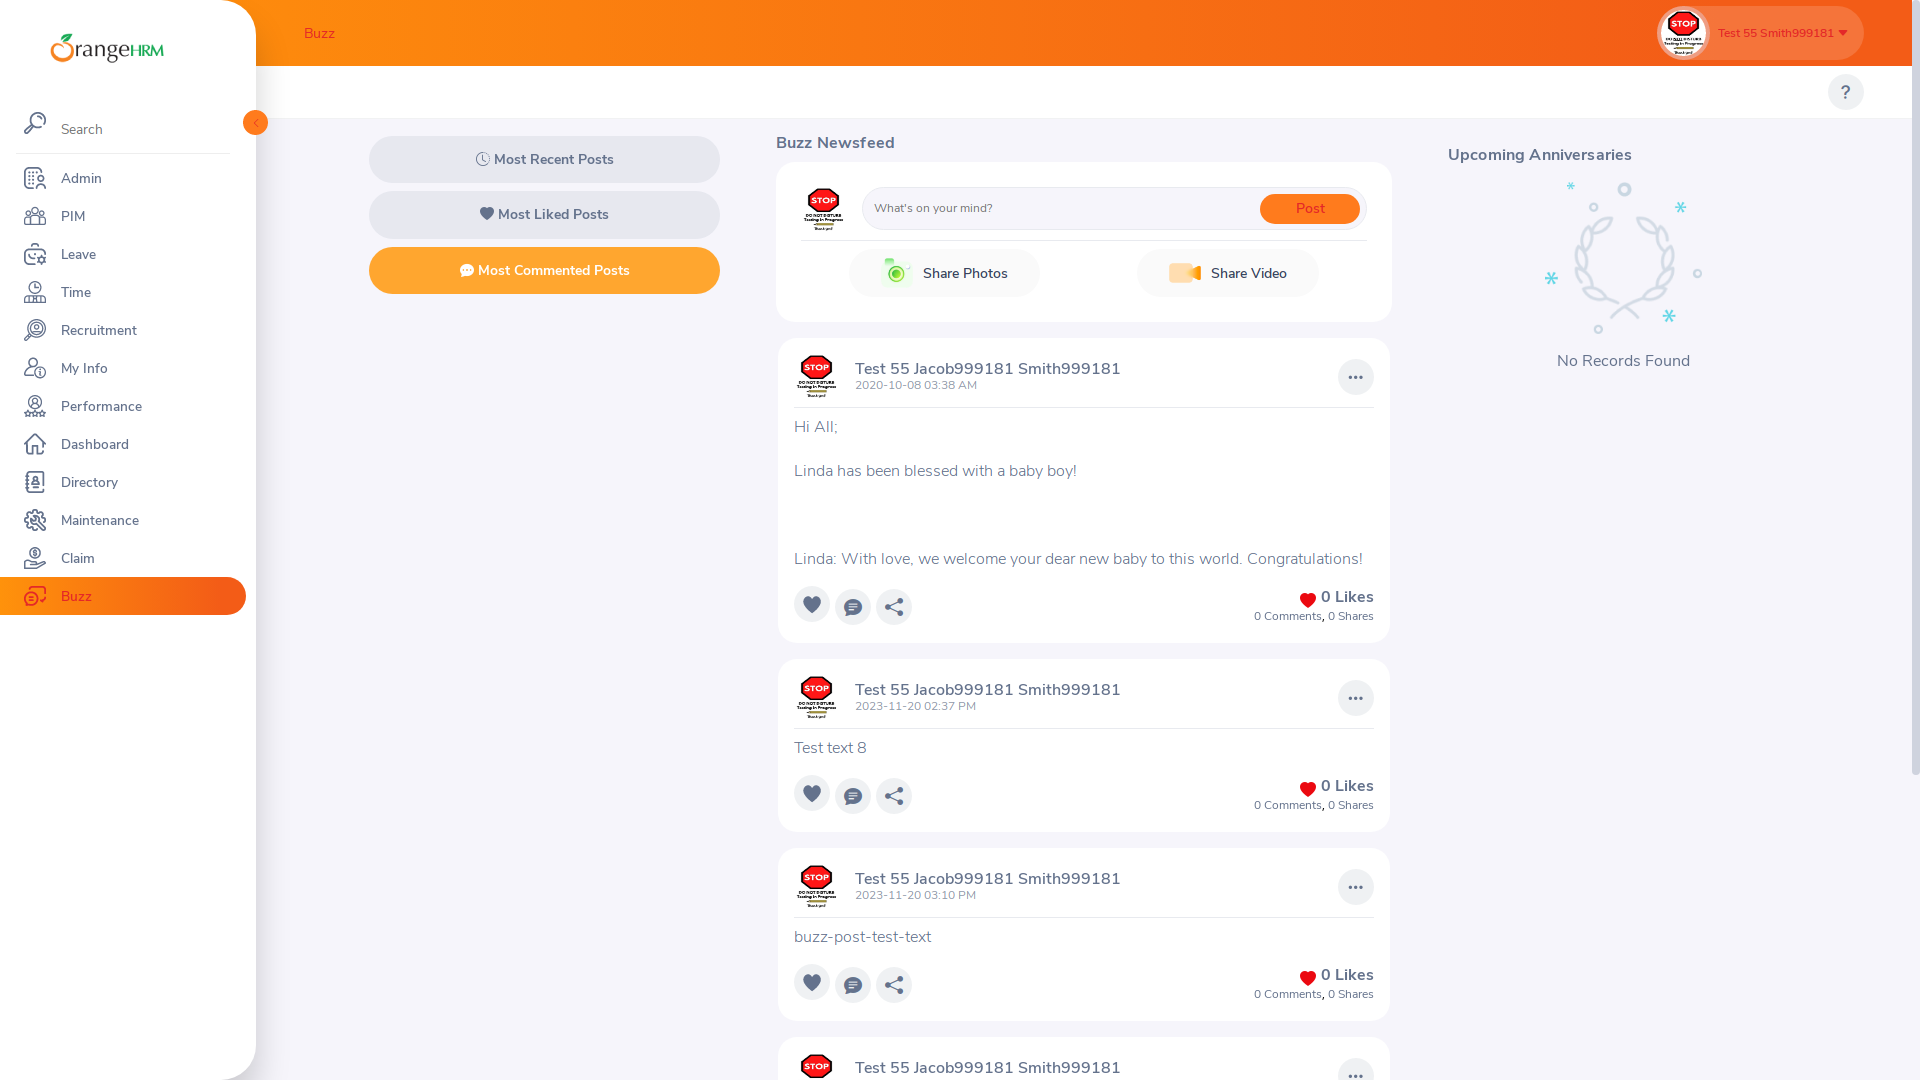 OrangeHRM
Buzz
Test 55 Smith999181
?
Search
Admin
PIM
Leave
Time
Recruitment
My Info
Performance
Dashboard
Directory
Maintenance
Claim
Buzz
Most Recent Posts
Most Liked Posts
Most Commented Posts
Buzz Newsfeed
STOP
What's on your mind?
Post
Share Photos
Share Video
STOP
Test 55 Jacob999181 Smith999181
2020-10-08 03:38 AM
Hi All;
Linda has been blessed with a baby boy!
Linda: With love, we welcome your dear new baby to this world. Congratulations!
0 Likes
0 Comments, 0 Shares
STOP
Test 55 Jacob999181 Smith999181
2023-11-20 02:37 PM
Test text 8
0 Likes
0 Comments, 0 Shares
STOP
Test 55 Jacob999181 Smith999181
2023-11-20 03:10 PM
buzz-post-test-text
0 Likes
0 Comments, 0 Shares
STOP
Test 55 Jacob999181 Smith999181
Upcoming Anniversaries
No Records Found